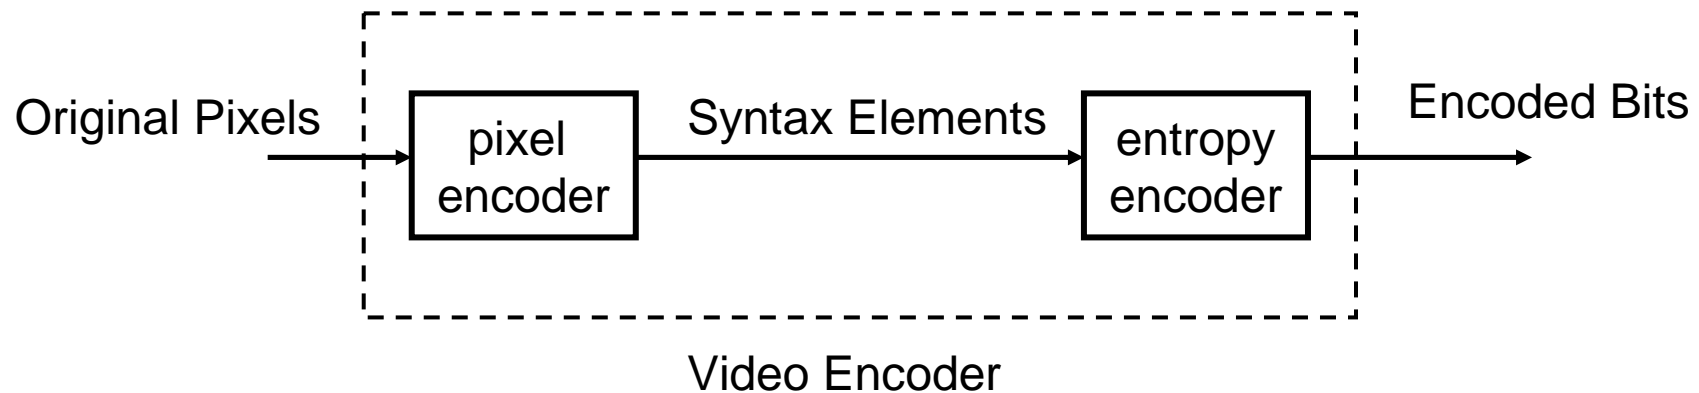 Original Pixels
pixel
encoder
Syntax Elements
entropy
encoder
Encoded Bits
Video Encoder